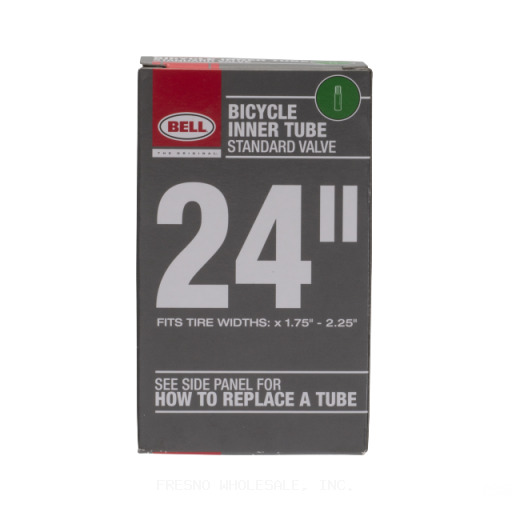 BELL
THE ORIGINAL
BICYCLE
INNER TUBE
STANDARD VALVE
24"
FITS TIRE WIDTHS: x 1.75" - 2.25"
SEE SIDE PANEL FOR
HOW TO REPLACE A TUBE
FRESNO WHOLESALE, INC.